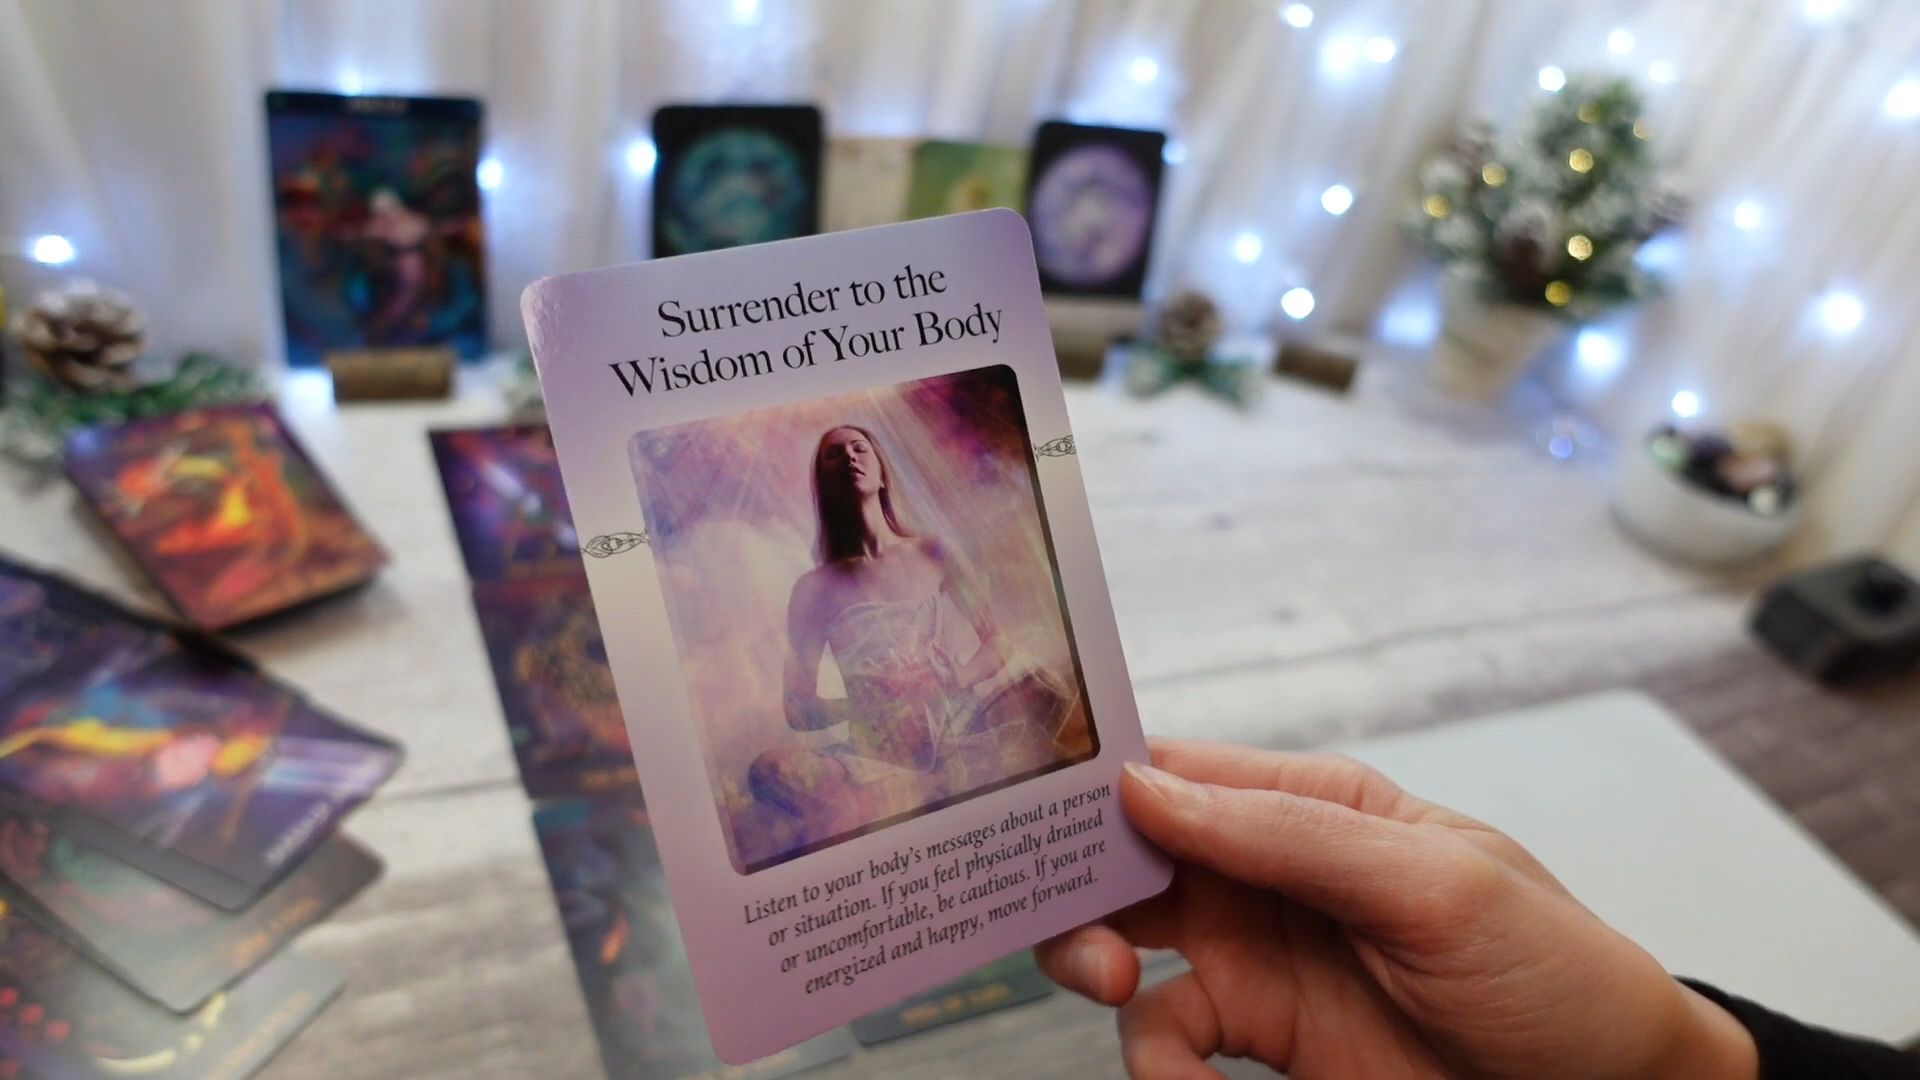 Surrender to the
Wisdom of Your Body
Listen to your body's messages about a person
or situation. If you feel physically drained
or uncomfortable, be cautious. If you are
energized and happy, move forward.